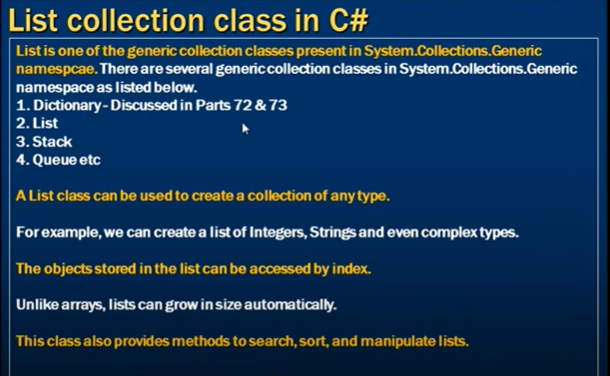 List collection class in C#
List is one of the generic collection classes present in System.Collections.Generic
namespcae. There are several generic collection classes in System.Collections.Generic
namespace as listed below.
1. Dictionary - Discussed in Parts 72 & 73
2. List
3. Stack
4. Queue etc
A List class can be used to create a collection of any type.
For example, we can create a list of Integers, Strings and even complex types.
The objects stored in the list can be accessed by index.
Unlike arrays, lists can grow in size automatically.
This class also provides methods to search, sort, and manipulate lists.